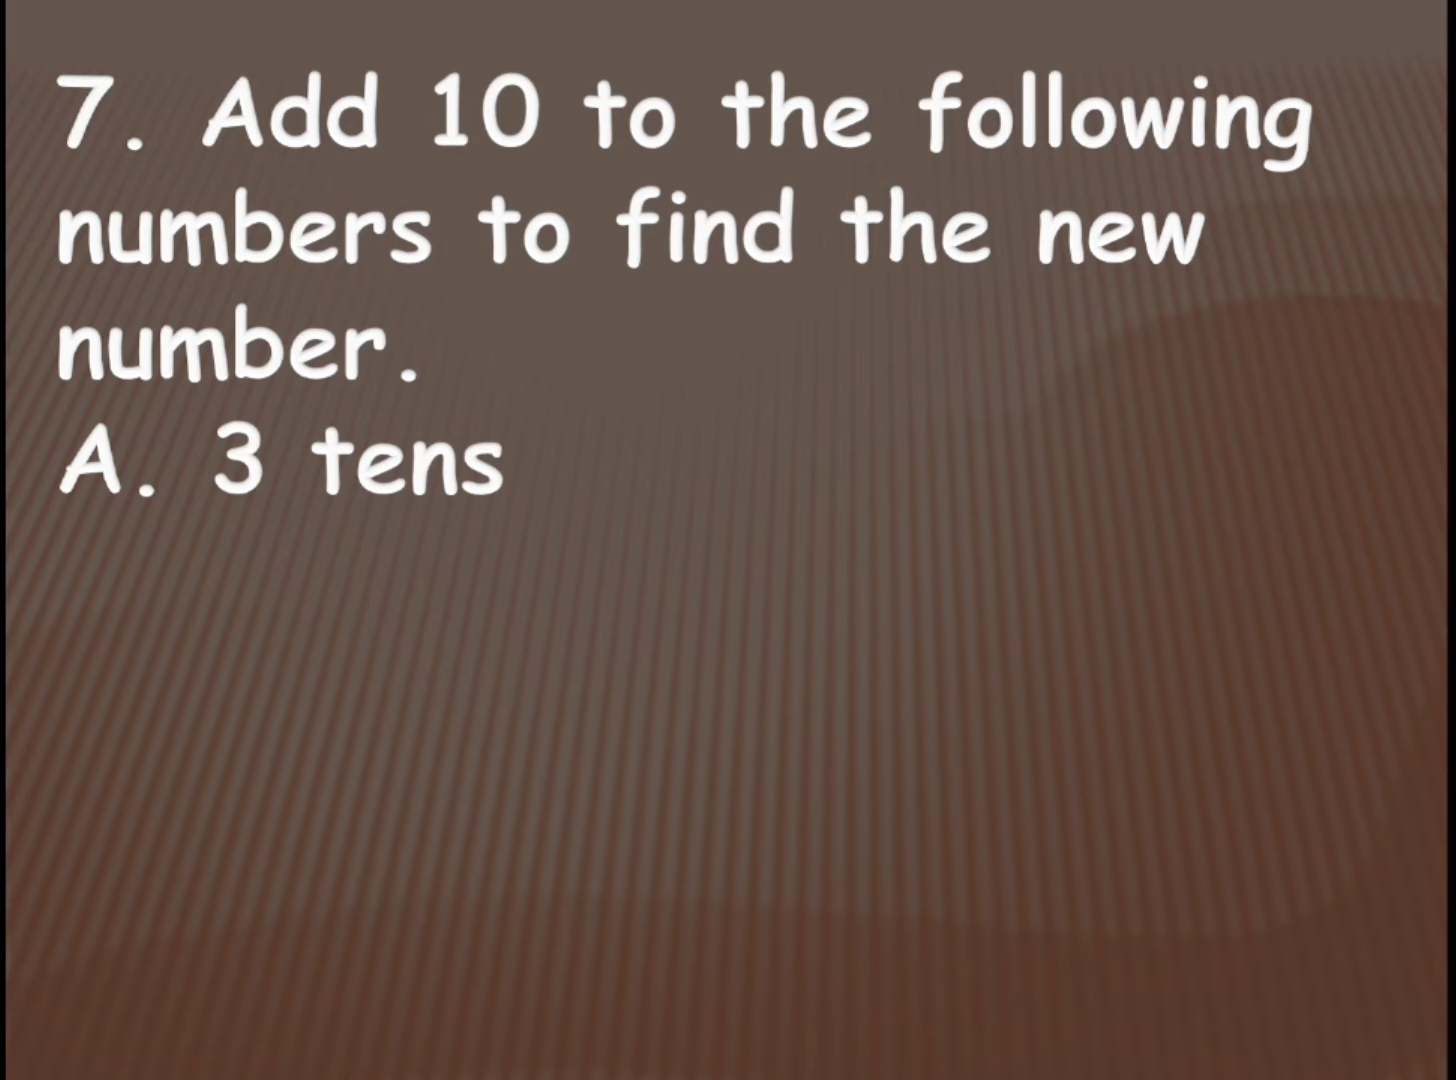 7. Add 10 to the following
numbers to find the new
number.
A. 3 tens